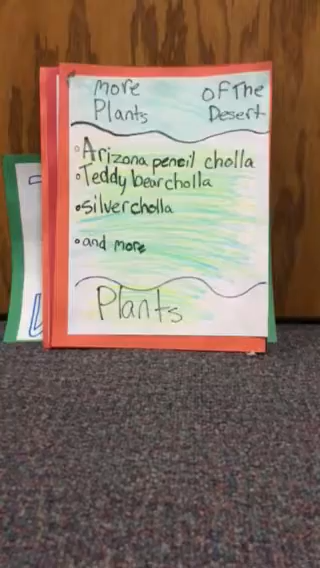 more of The
Plants Desert
• Arizona pencil cholla
• Teddy bear cholla
• silver cholla
• and more
Plants